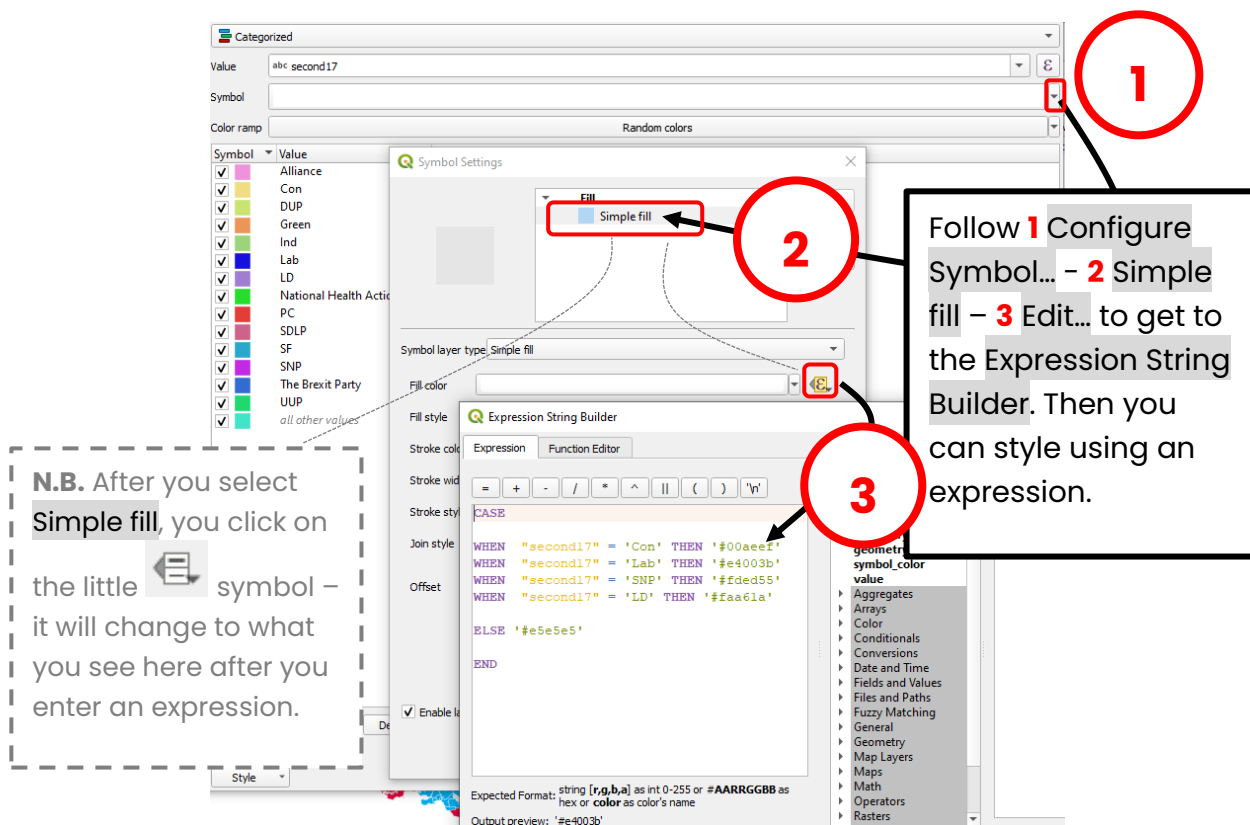 Categorized
Value abc second17 ε
1
Symbol
Color ramp Random colors
Symbol Value
Alliance
Con
DUP
Green
Ind
Lab
LD
National Health Actio
PC
SDLP
SF
SNP
The Brexit Party
UUP
all other values
Symbol Settings
Fill
Simple fill
2
Symbol layer type Simple fill
Fill color ε
Fill style
Stroke colo
Stroke wid
Stroke styl
Join style
Offset
Enable la
De
Style
Follow 1 Configure
Symbol… - 2 Simple
fill – 3 Edit… to get to
the Expression String
Builder. Then you
can style using an
expression.
N.B. After you select
Simple fill, you click on
the little symbol –
it will change to what
you see here after you
enter an expression.
Expression String Builder
Expression Function Editor
= + - / * ^ || ( ) '\n'
3
CASE
WHEN "second17" = 'Con' THEN '#00aeef'
WHEN "second17" = 'Lab' THEN '#e4003b'
WHEN "second17" = 'SNP' THEN '#fded55'
WHEN "second17" = 'LD' THEN '#faa61a'
ELSE '#e5e5e5'
END
Expected Format: string [r,g,b,a] as int 0-255 or #AARRGGBB as
hex or color as color's name
Output preview: '#e4003b'
geometry
symbol_color
value
Aggregates
Arrays
Color
Conditionals
Conversions
Date and Time
Fields and Values
Files and Paths
Fuzzy Matching
General
Geometry
Map Layers
Maps
Math
Operators
Rasters